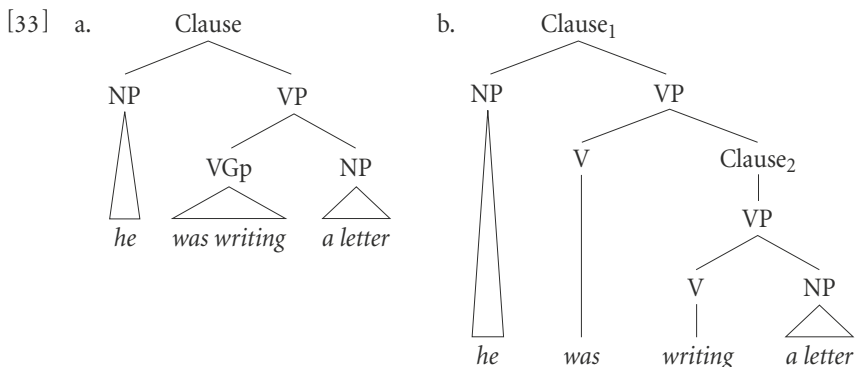 [33] a. Clause b. Clause₁
NP VP NP VP
VGp NP V Clause₂
VP
he was writing a letter V NP
he was writing a letter